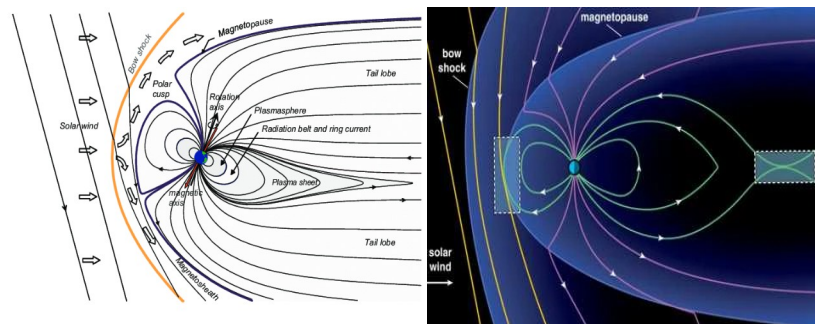 Magnetopause
Bow shock
Polar
cusp
Tail lobe
Rotation
axis
Plasmasphere
Solar wind
Radiation belt and ring current
Plasma sheet
magnetic
axis
Tail lobe
Magnetosheath
magnetopause
bow
shock
solar
wind